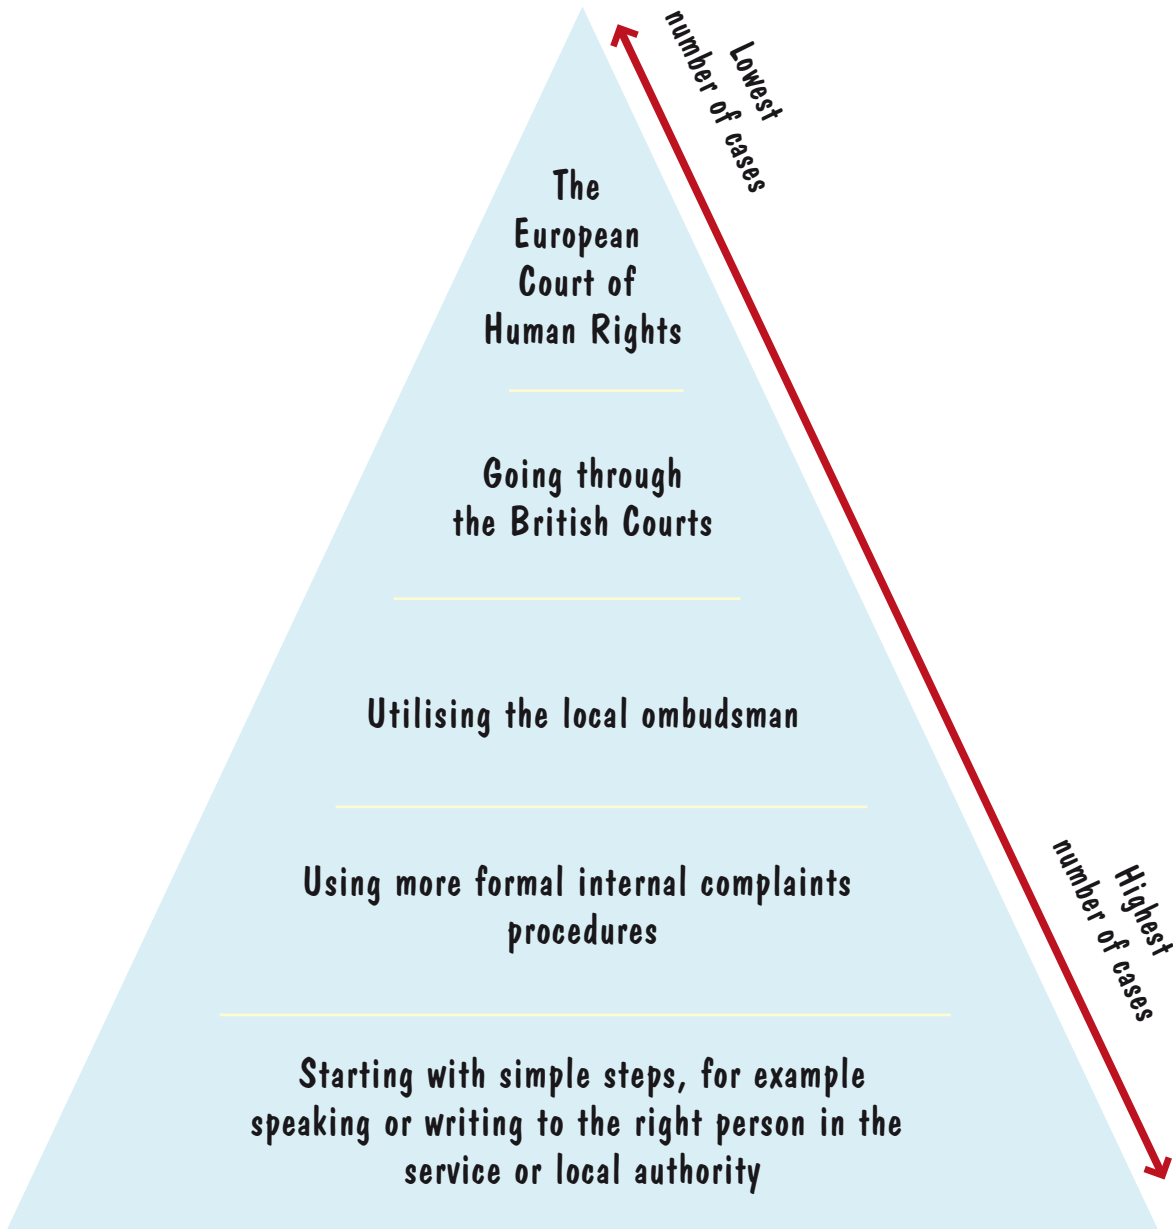 Lowest
number of cases
The
European
Court of
Human Rights
Going through
the British Courts
Utilising the local ombudsman
Using more formal internal complaints
procedures
Highest
number of cases
Starting with simple steps, for example
speaking or writing to the right person in the
service or local authority